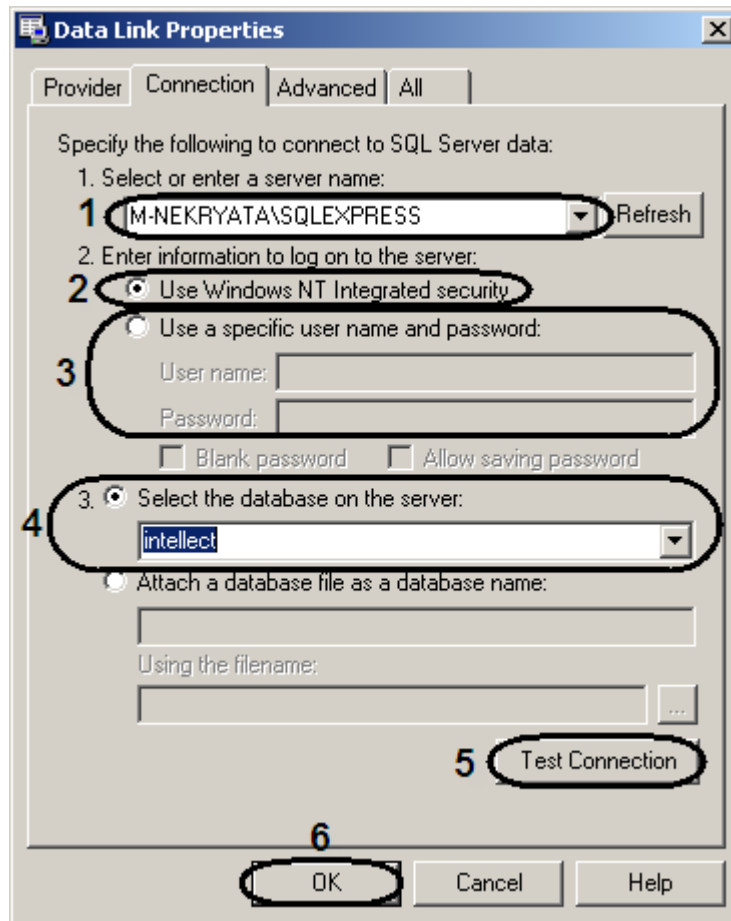 Data Link Properties
Provider Connection Advanced All
Specify the following to connect to SQL Server data:
1. Select or enter a server name:
1 M-NEKRYATA\SQLEXPRESS Refresh
2. Enter information to log on to the server:
2 Use Windows NT Integrated security
Use a specific user name and password:
3 User name:
Password:
Blank password Allow saving password
3. Select the database on the server:
4 intellect
Attach a database file as a database name:
Using the filename:
...
5 Test Connection
6
OK Cancel Help